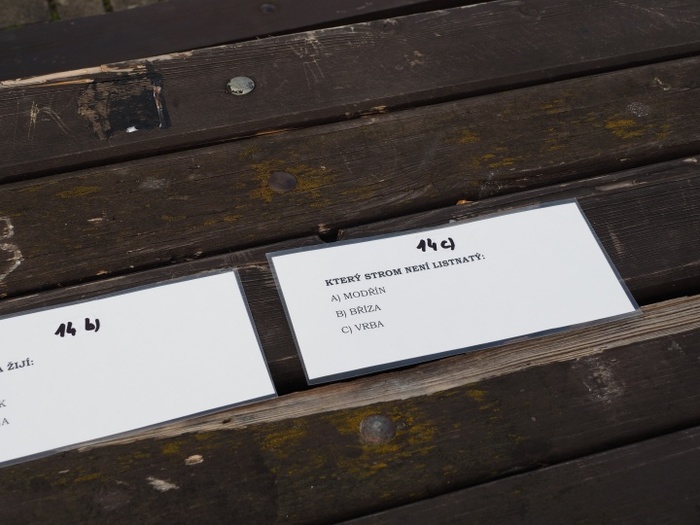 14 b)
ŽIJÍ:
14 c)
KTERÝ STROM NENÍ LISTNATÝ:
A) MODŘÍN
B) BŘÍZA
C) VRBA